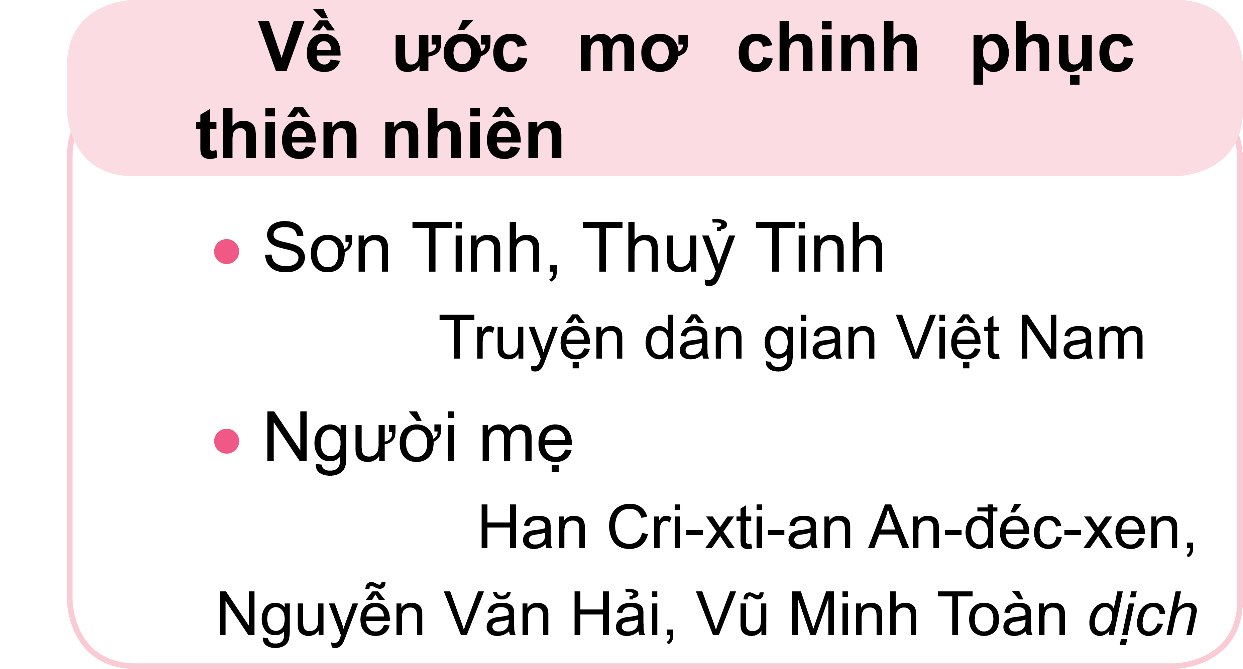 Về ước mơ chinh phục
thiên nhiên
• Sơn Tinh, Thuỷ Tinh
Truyện dân gian Việt Nam
• Người mẹ
Han Cri-xti-an An-đéc-xen,
Nguyễn Văn Hải, Vũ Minh Toàn dịch